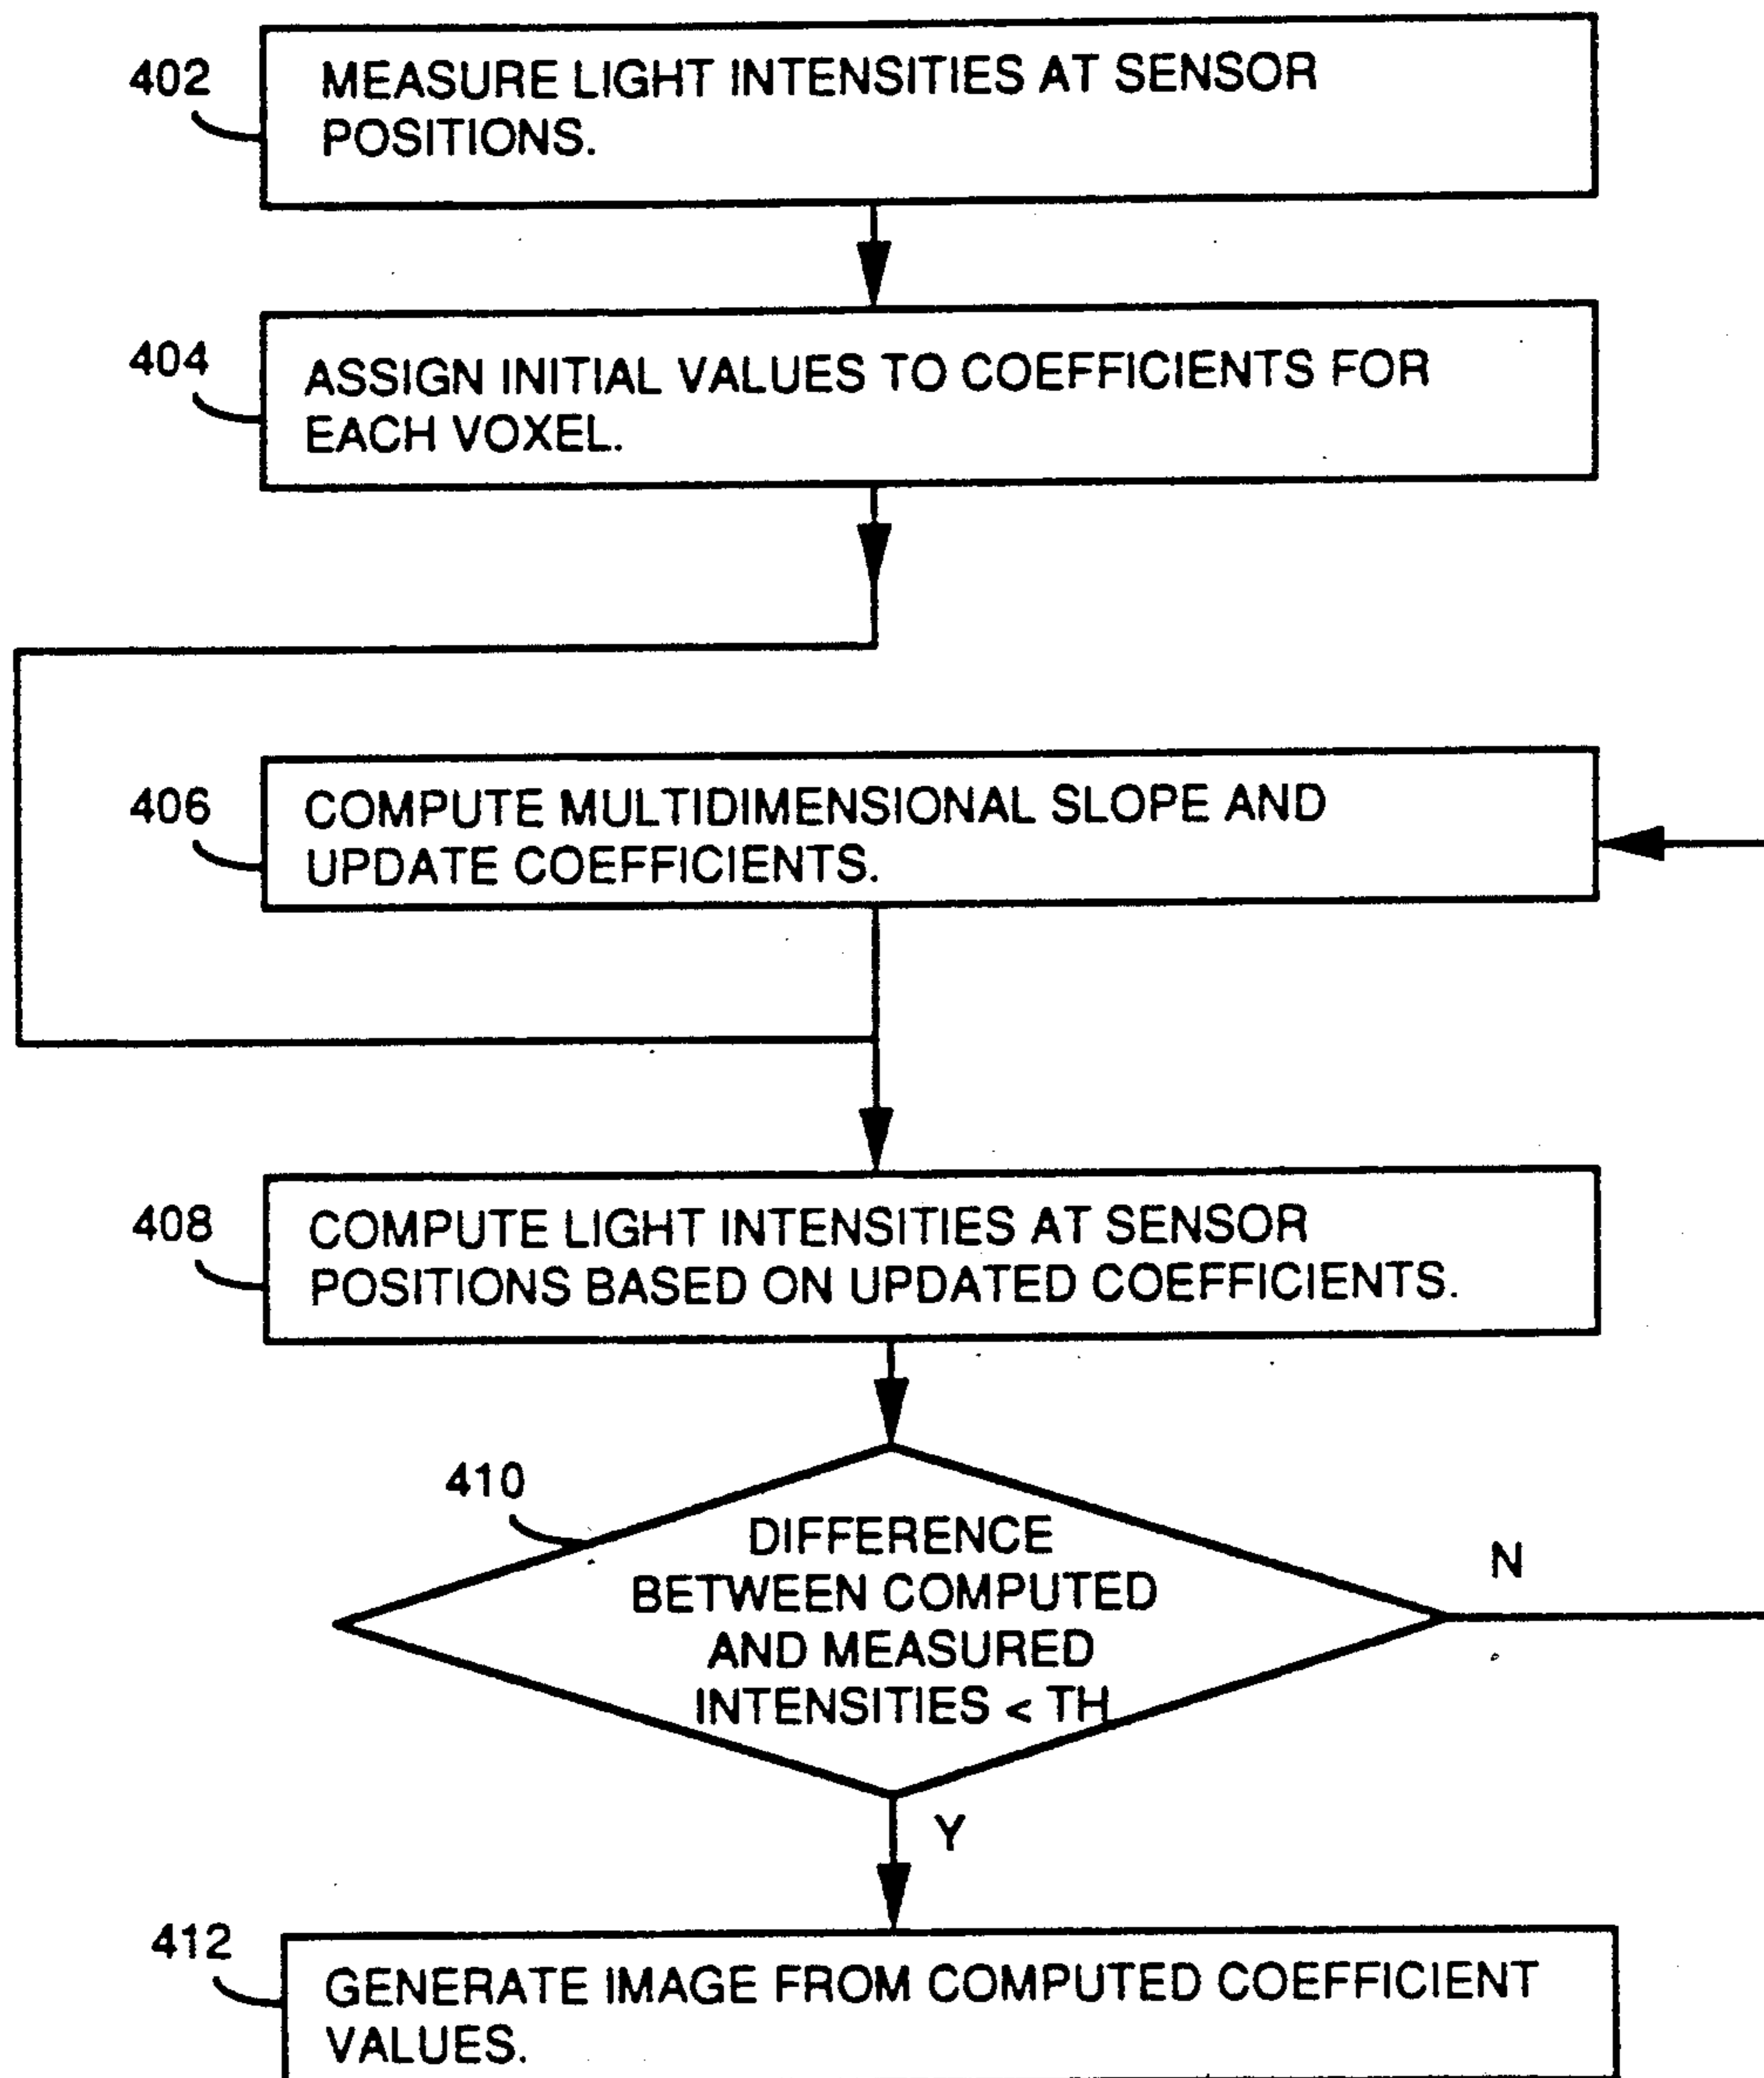 402
MEASURE LIGHT INTENSITIES AT SENSOR
POSITIONS.
404
ASSIGN INITIAL VALUES TO COEFFICIENTS FOR
EACH VOXEL.
406
COMPUTE MULTIDIMENSIONAL SLOPE AND
UPDATE COEFFICIENTS.
408
COMPUTE LIGHT INTENSITIES AT SENSOR
POSITIONS BASED ON UPDATED COEFFICIENTS.
410
DIFFERENCE
BETWEEN COMPUTED
AND MEASURED
INTENSITIES < TH
N
Y
412
GENERATE IMAGE FROM COMPUTED COEFFICIENT
VALUES.